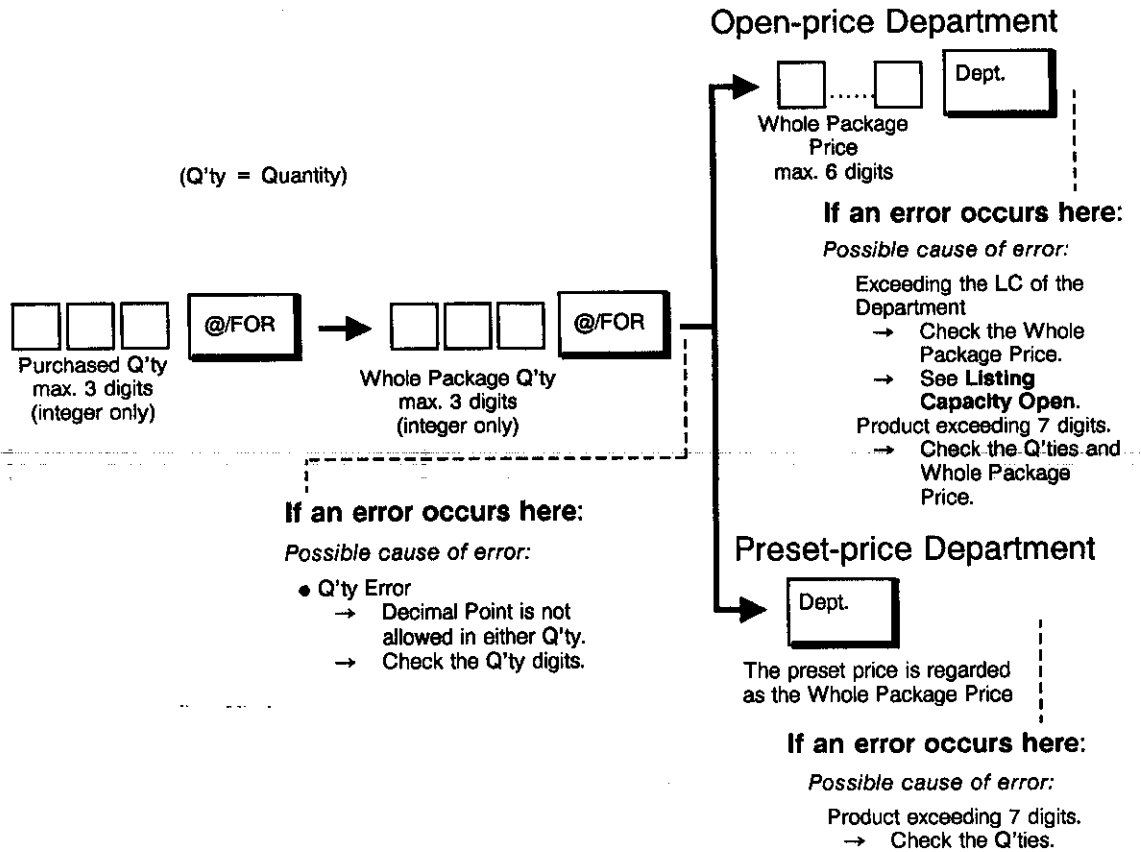 Open-price Department
Dept.
Whole Package
Price
max. 6 digits
(Q'ty = Quantity)
If an error occurs here:
Possible cause of error:
Exceeding the LC of the
Department
→ Check the Whole
Package Price.
→ See Listing
Capacity Open.
Product exceeding 7 digits.
→ Check the Q'ties and
Whole Package
Price.
@/FOR
Purchased Q'ty
max. 3 digits
(integer only)
@/FOR
Whole Package Q'ty
max. 3 digits
(integer only)
If an error occurs here:
Possible cause of error:
● Q'ty Error
→ Decimal Point is not
allowed in either Q'ty.
→ Check the Q'ty digits.
Preset-price Department
Dept.
The preset price is regarded
as the Whole Package Price
If an error occurs here:
Possible cause of error:
Product exceeding 7 digits.
→ Check the Q'ties.